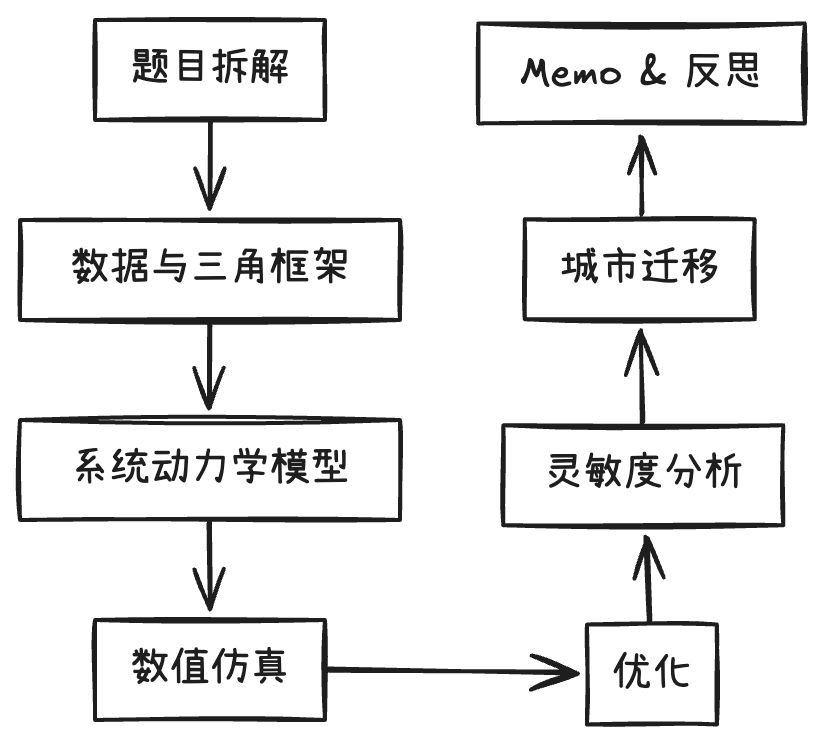 题目拆解
数据与三角框架
系统动力学模型
数值仿真
优化
灵敏度分析
城市迁移
Memo & 反思